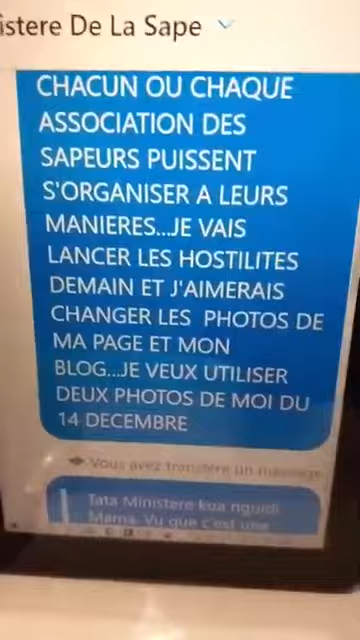 istere De La Sape
CHACUN OU CHAQUE
ASSOCIATION DES
SAPEURS PUISSENT
S'ORGANISER A LEURS
MANIERES...JE VAIS
LANCER LES HOSTILITES
DEMAIN ET J'AIMERAIS
CHANGER LES PHOTOS DE
MA PAGE ET MON
BLOG...JE VEUX UTILISER
DEUX PHOTOS DE MOI DU
14 DECEMBRE
Vous avez transféré un message
Tata Ministere kua nguidi
Mama. Vu que c'est une